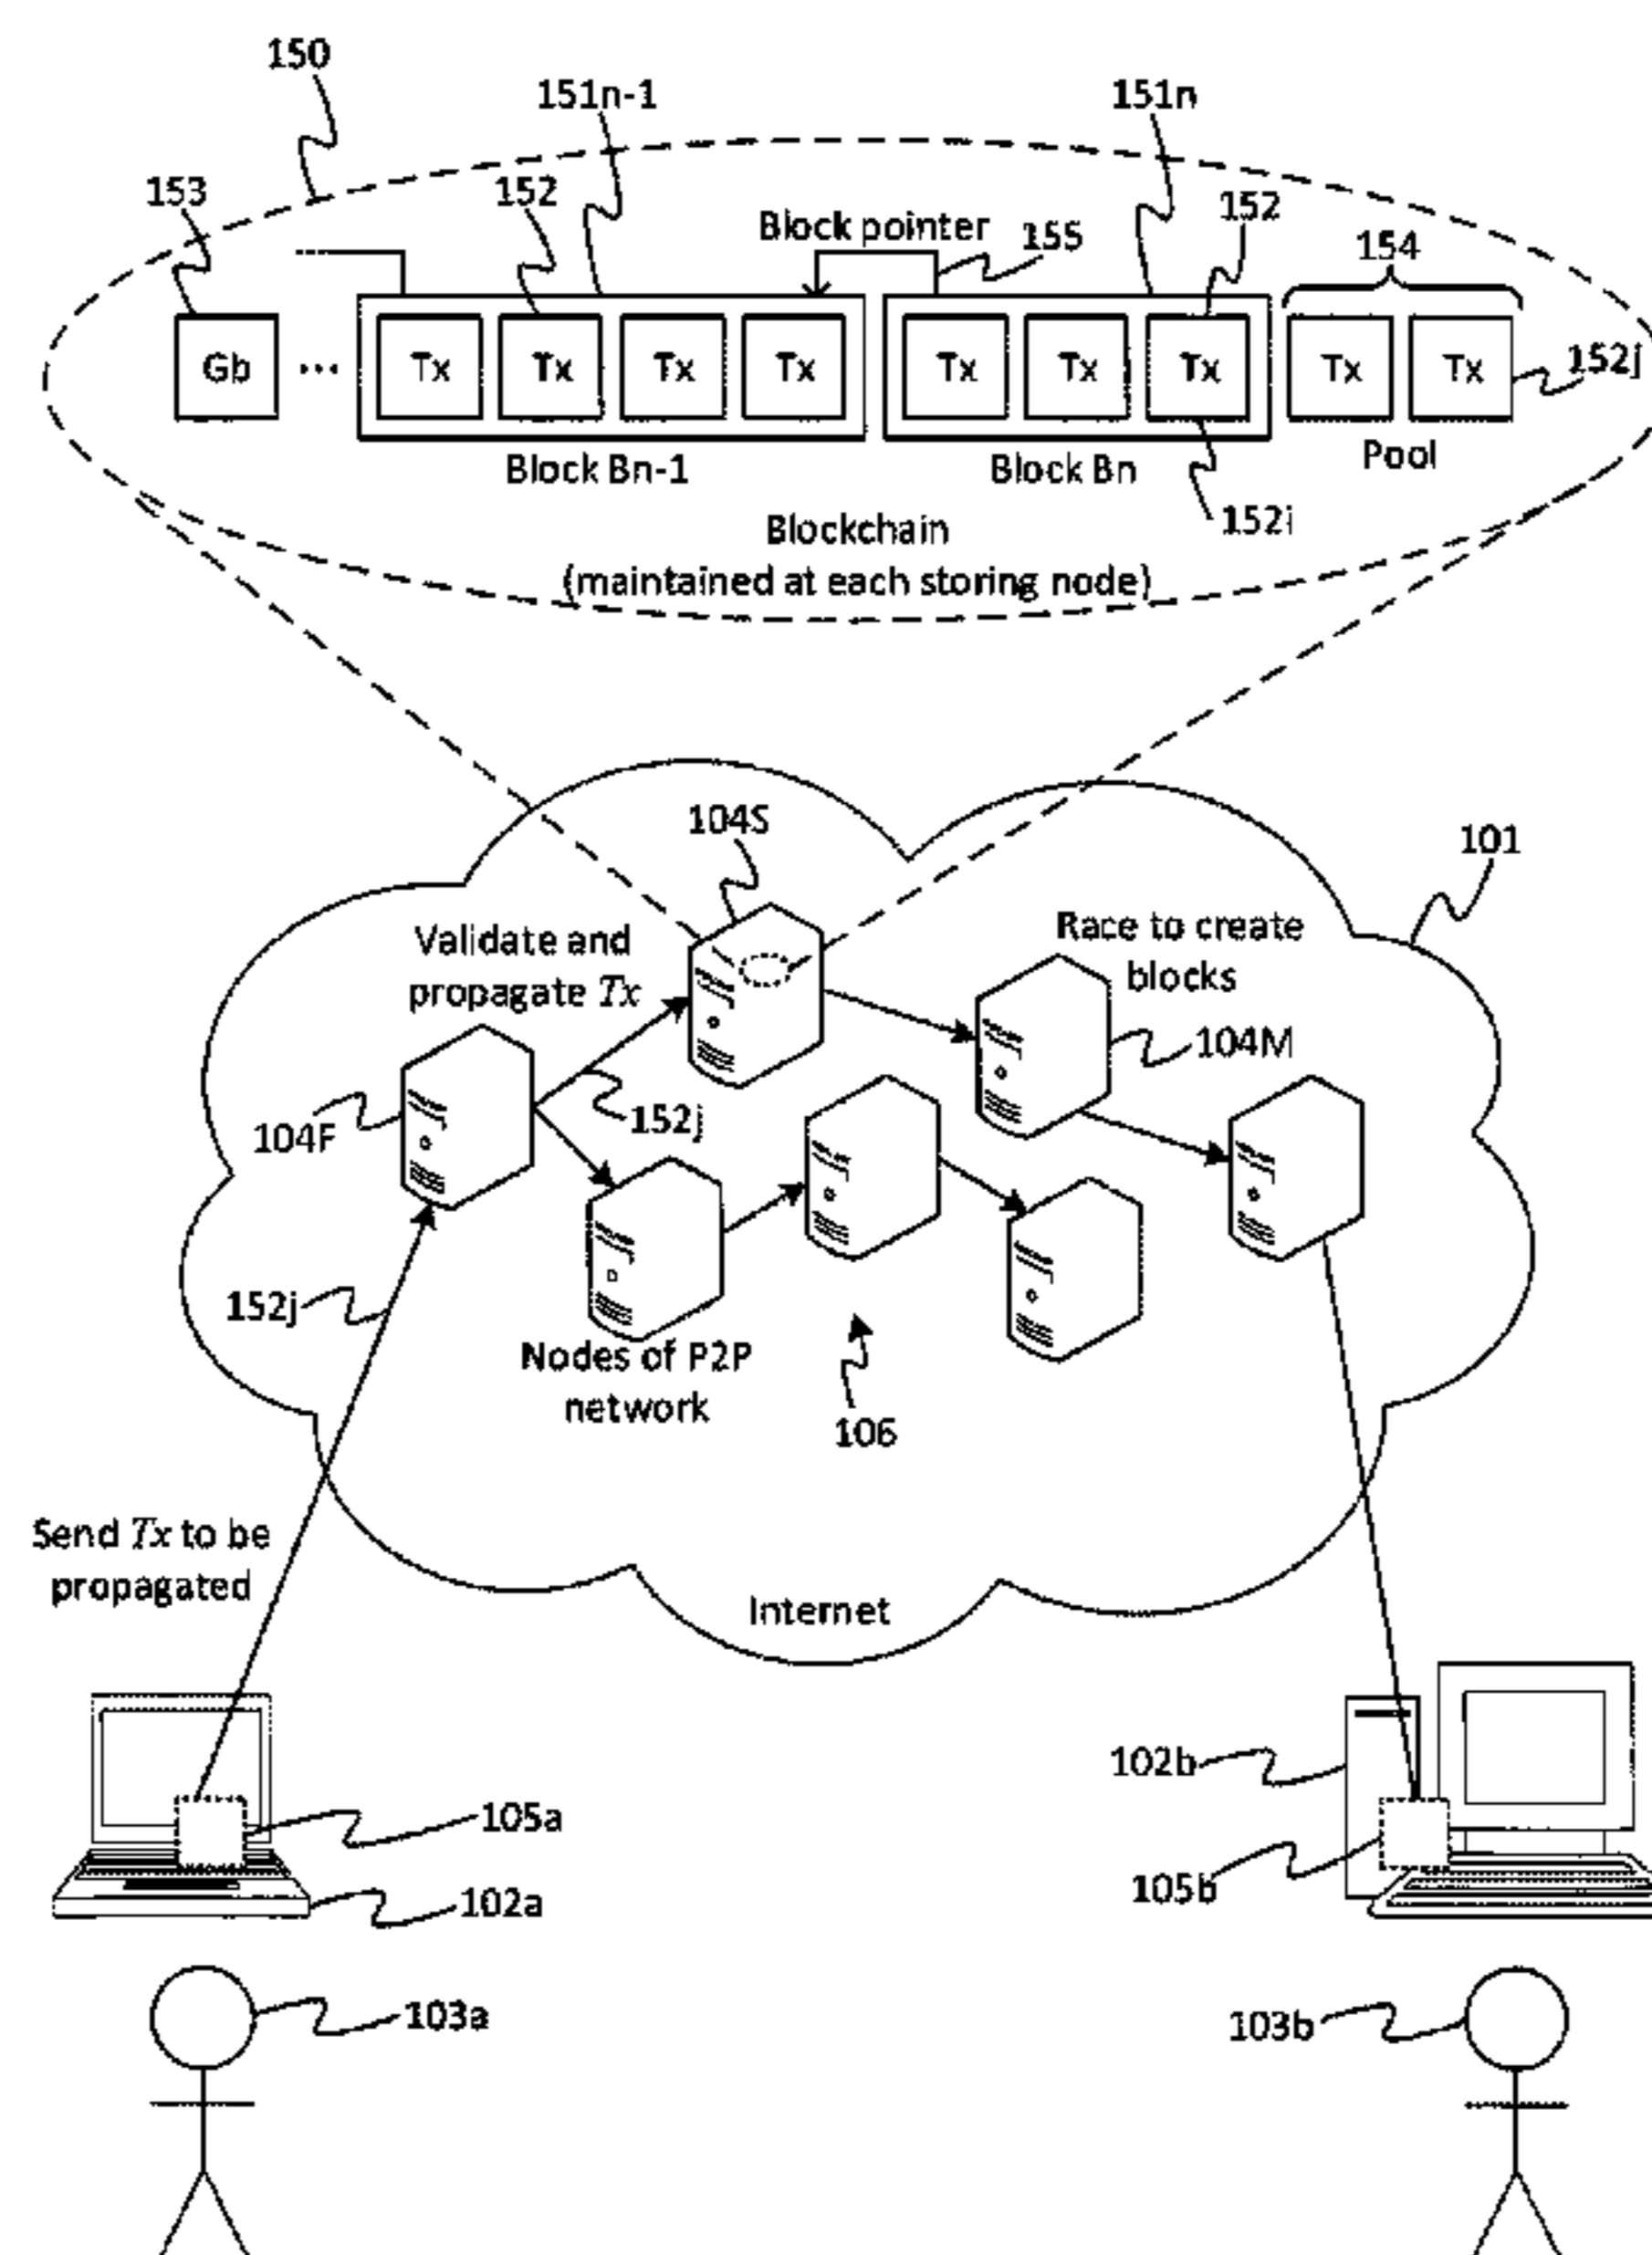 150
151n-1
151n
153
152
152
Block pointer
155
154
Gb
...
Tx
Tx
Tx
Tx
Tx
Tx
Tx
Tx
Tx
152j
Block Bn-1
Block Bn
Pool
152i
Blockchain
(maintained at each storing node)
104S
101
Validate and
propagate Tx
Race to create
blocks
104M
104F
152j
152j
Nodes of P2P
network
106
Send Tx to be
propagated
Internet
102b
105a
105b
102a
103a
103b